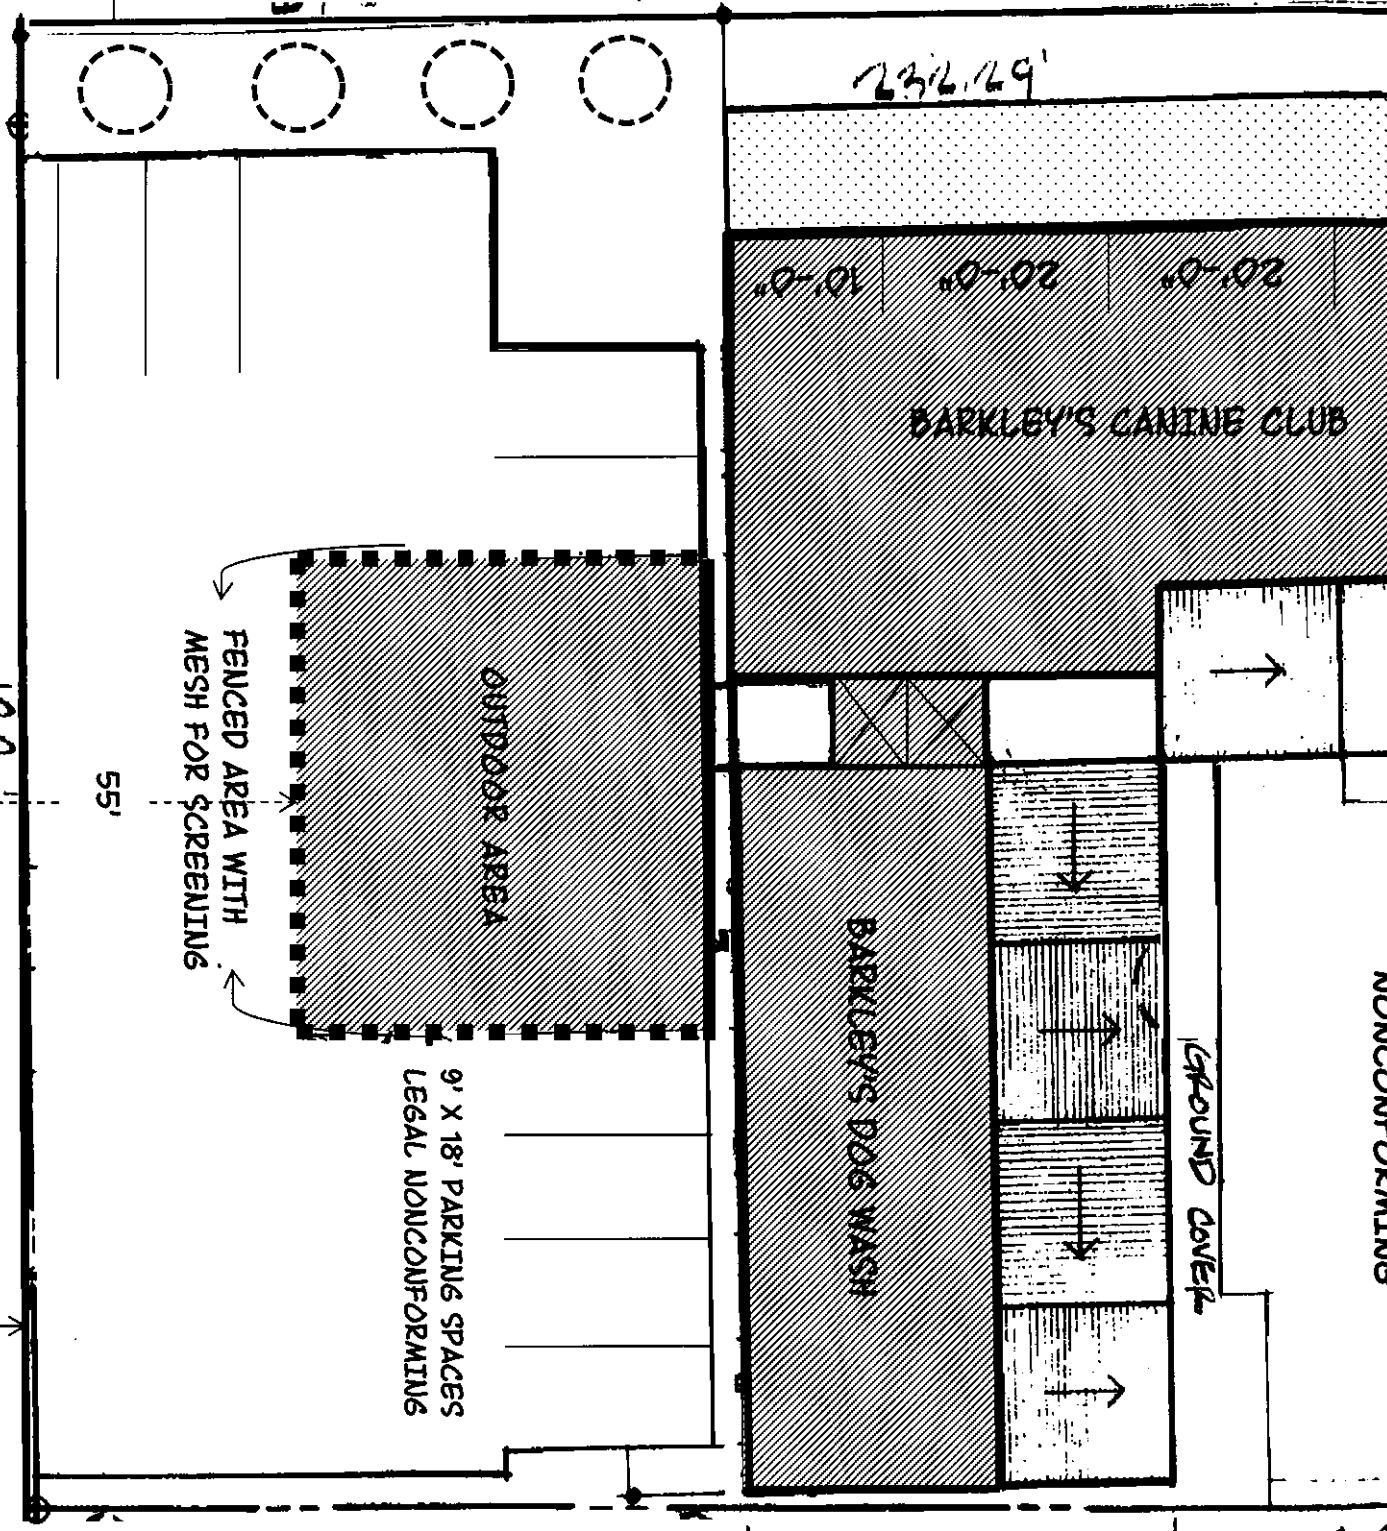 232.29'
10'-0"
20'-0"
20'-0"
BARKLEY'S CANINE CLUB
OUTDOOR AREA
FENCED AREA WITH
MESH FOR SCREENING
55'
BARKLEY'S DOG WASH
GROUND COVER
9' X 18' PARKING SPACES
LEGAL NONCONFORMING
NONCONFORMING